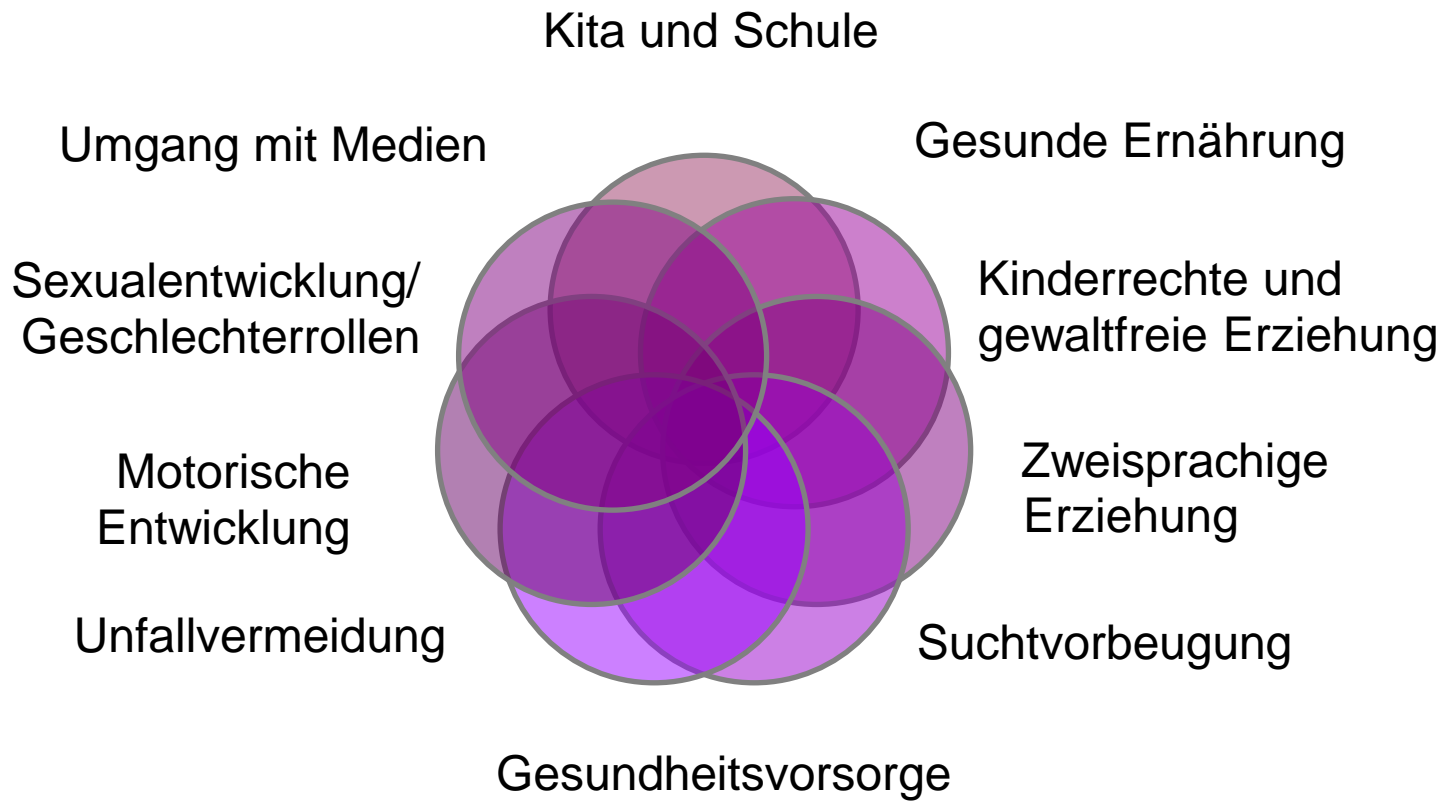 Kita und Schule
Umgang mit Medien
Gesunde Ernährung
Sexualentwicklung/
Geschlechterrollen
Kinderrechte und
gewaltfreie Erziehung
Motorische
Entwicklung
Zweisprachige
Erziehung
Unfallvermeidung
Suchtvorbeugung
Gesundheitsvorsorge